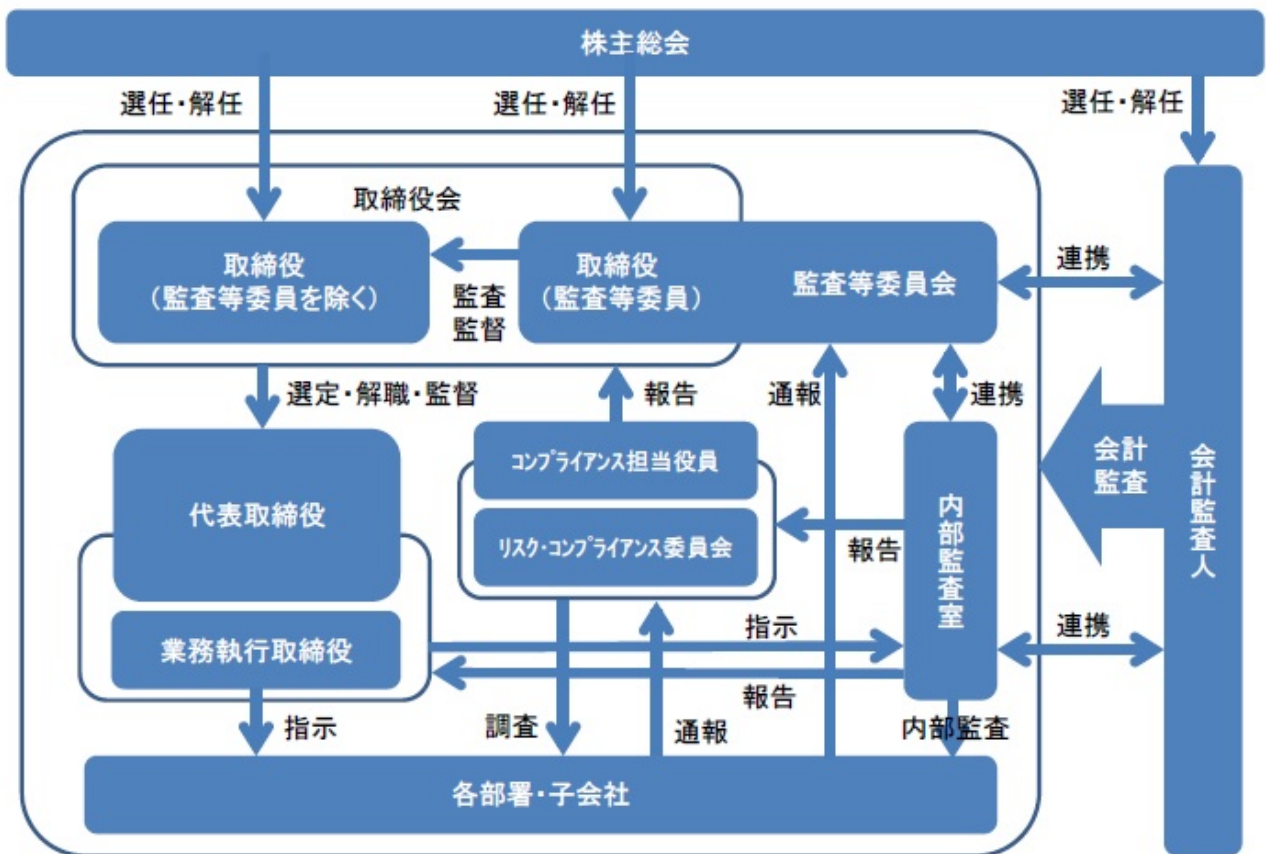 株主総会
選任・解任
選任・解任
選任・解任
取締役会
取締役
（監査等委員を除く）
監査
監督
取締役
（監査等委員）
監査等委員会
連携
選定・解職・監督
報告
通報
連携
コンプライアンス担当役員
リスク・コンプライアンス委員会
代表取締役
業務執行取締役
内部監査室
報告
会計
監査
会計監査人
指示
報告
連携
指示
調査
通報
内部監査
各部署・子会社